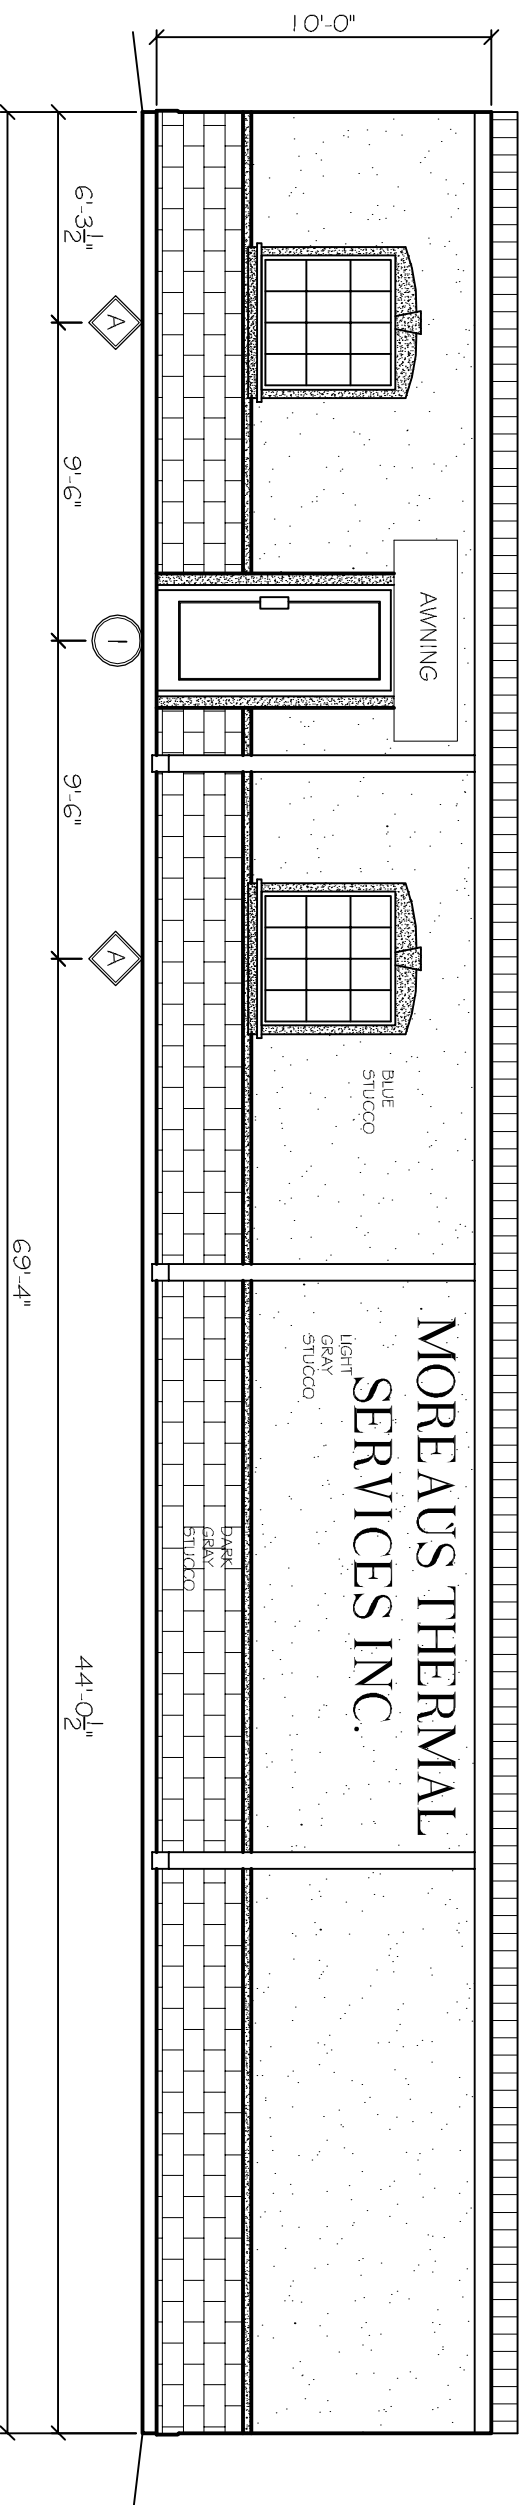 10'-0"
AWNING
BLUE
STUCCO
MOREAU'S THERMAL
SERVICES INC.
LIGHT
GRAY
STUCCO
DARK
GRAY
STUCCO
A
1
A
6'-3 1/2"
9'-6"
9'-6"
44'-0 1/2"
69'-4"